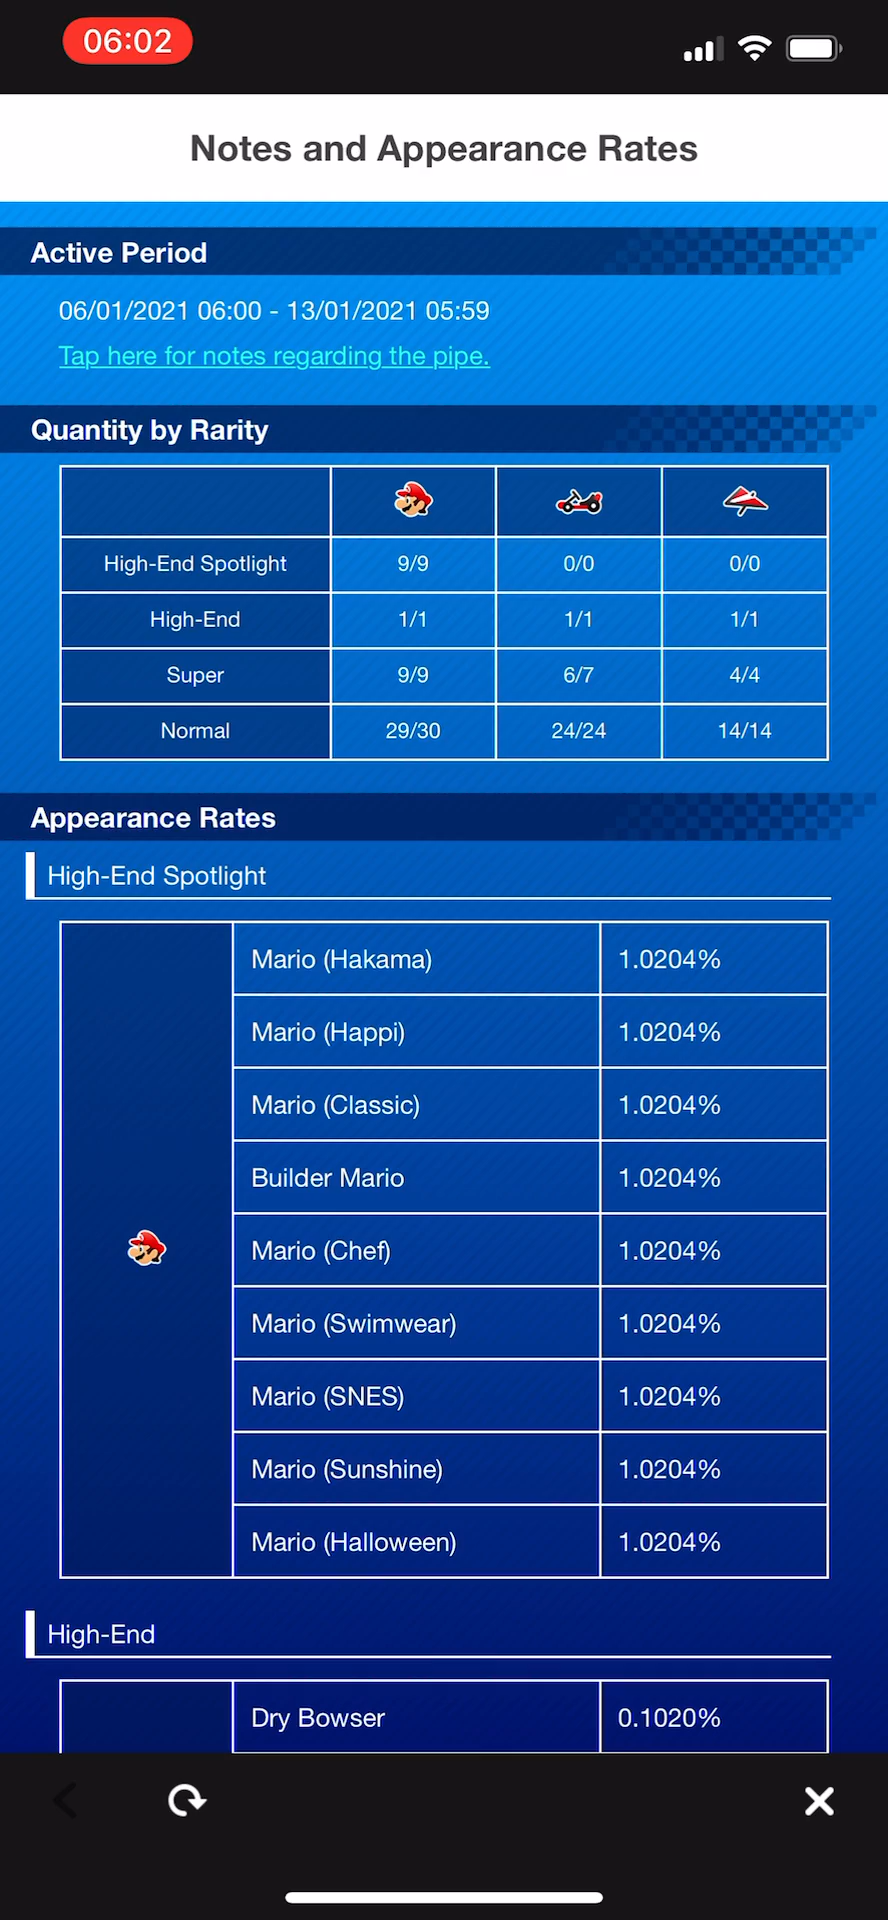 06:02
Notes and Appearance Rates
Active Period
06/01/2021 06:00 - 13/01/2021 05:59
Tap here for notes regarding the pipe.
Quantity by Rarity
High-End Spotlight 9/9 0/0 0/0
High-End 1/1 1/1 1/1
Super 9/9 6/7 4/4
Normal 29/30 24/24 14/14
Appearance Rates
High-End Spotlight
Mario (Hakama) 1.0204%
Mario (Happi) 1.0204%
Mario (Classic) 1.0204%
Builder Mario 1.0204%
Mario (Chef) 1.0204%
Mario (Swimwear) 1.0204%
Mario (SNES) 1.0204%
Mario (Sunshine) 1.0204%
Mario (Halloween) 1.0204%
High-End
Dry Bowser 0.1020%